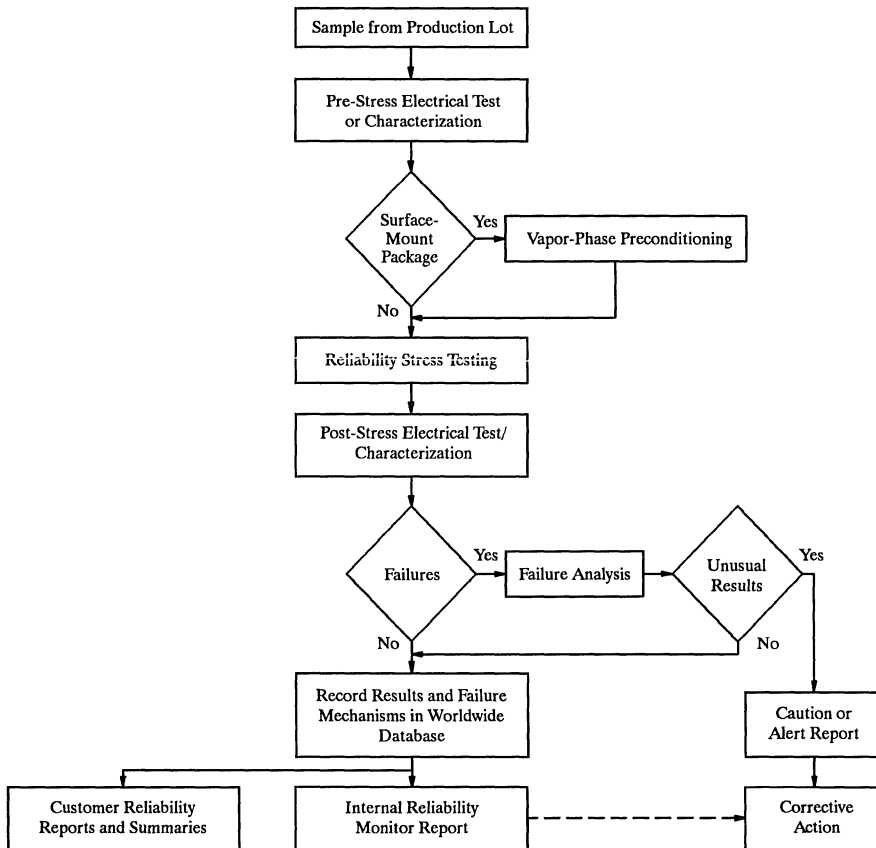 Sample from Production Lot
Pre-Stress Electrical Test
or Characterization
Surface-
Mount
Package
Yes
Vapor-Phase Preconditioning
No
Reliability Stress Testing
Post-Stress Electrical Test/
Characterization
Failures
Yes
Failure Analysis
Unusual
Results
Yes
No
No
Record Results and Failure
Mechanisms in Worldwide
Database
Caution or
Alert Report
Customer Reliability
Reports and Summaries
Internal Reliability
Monitor Report
Corrective
Action